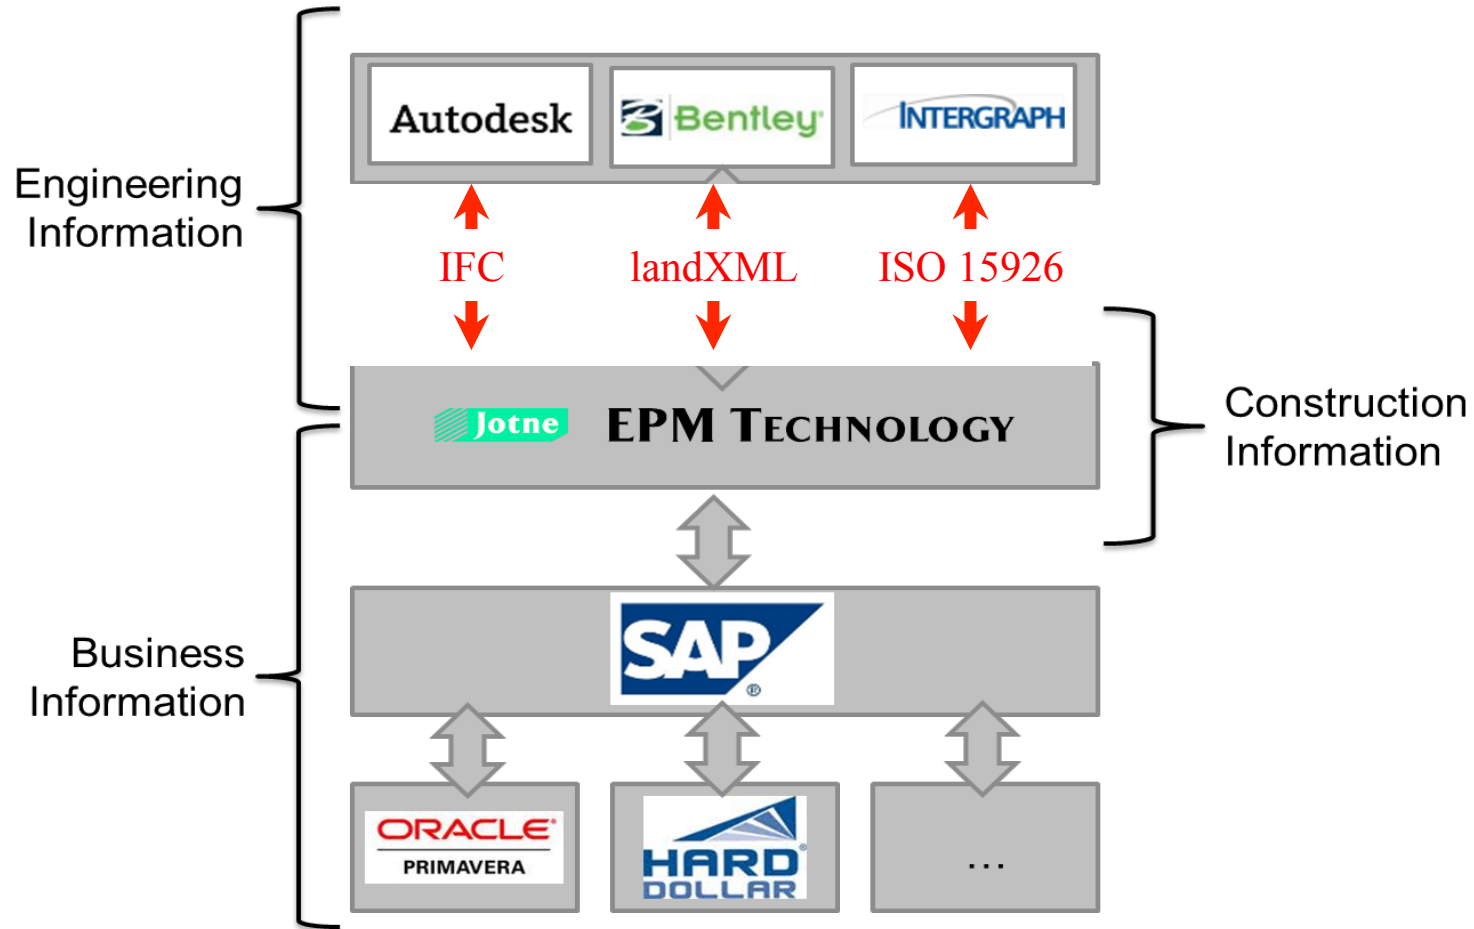 Autodesk
Bentley
INTERGRAPH
Engineering
Information
IFC
landXML
ISO 15926
Jotne
EPM TECHNOLOGY
Construction
Information
SAP
®
Business
Information
ORACLE®
PRIMAVERA
HARD®
DOLLAR
...